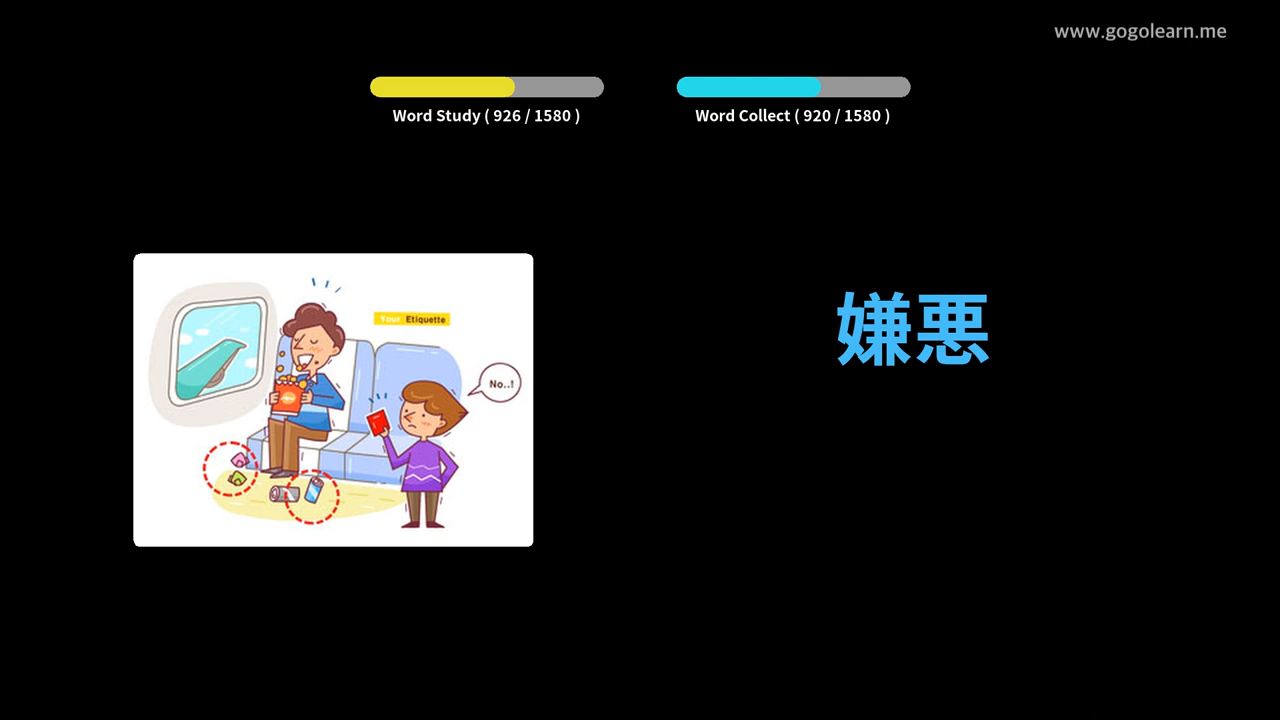 www.gogolearn.me
Word Study ( 926 / 1580 )
Word Collect ( 920 / 1580 )
Your Etiquette
No..!
嫌悪